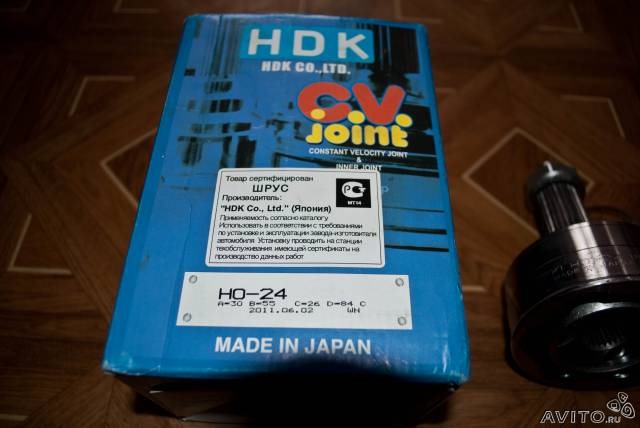 HDK
HDK CO.,LTD.
C.V.
Joint
CONSTANT VELOCITY JOINT
&
INNER JOINT
Товар сертифицирован
ШРУС
Производитель:
"HDK Co., Ltd." (Япония)
Применяемость согласно каталогу
Использовать в соответствии с требованиями
по установке и эксплуатации завода-изготовителя
автомобиля. Установку проводить на станции
техобслуживания, имеющей сертификаты на
производство данных работ
МТ14
HO-24
A=30 B=55 C=26 D=84 C
2011.06.02 WH
MADE IN JAPAN
AVITO.RU